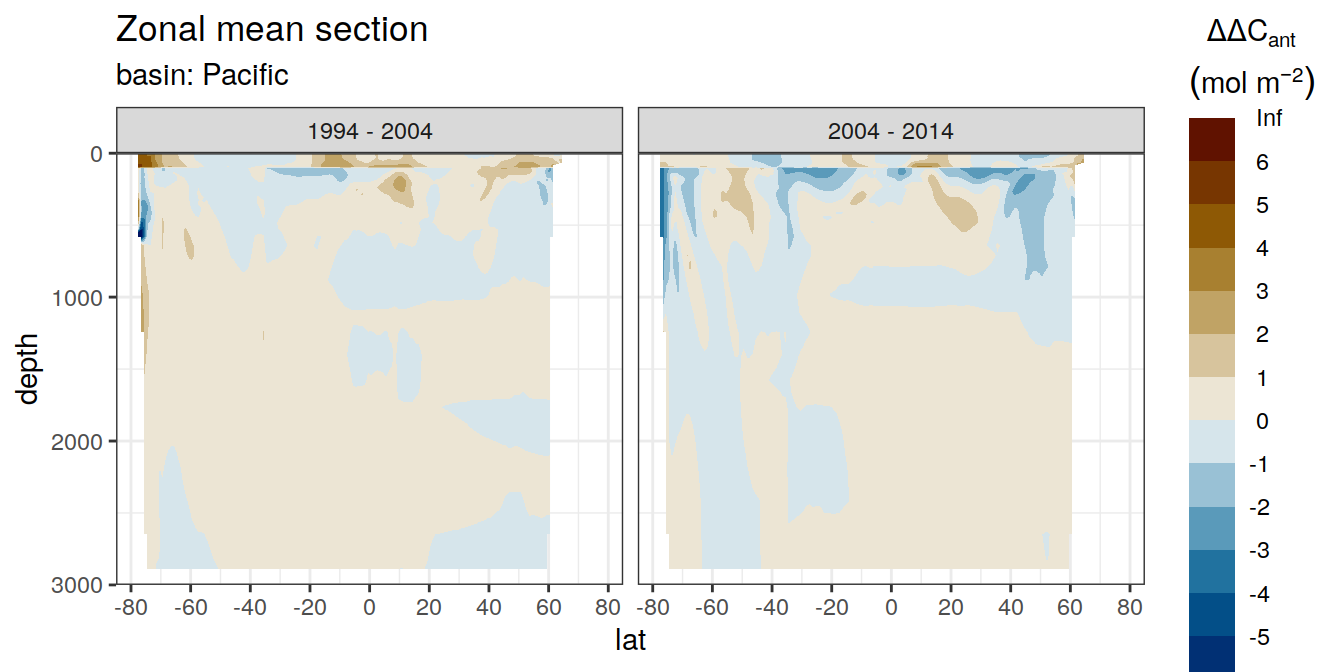 Zonal mean section
basin: Pacific
1994 - 2004
2004 - 2014
depth
0
1000
2000
3000
-80 -60 -40 -20 0 20 40 60 80
-80 -60 -40 -20 0 20 40 60 80
lat
ΔΔCant
(mol m−2)
Inf
6
5
4
3
2
1
0
-1
-2
-3
-4
-5